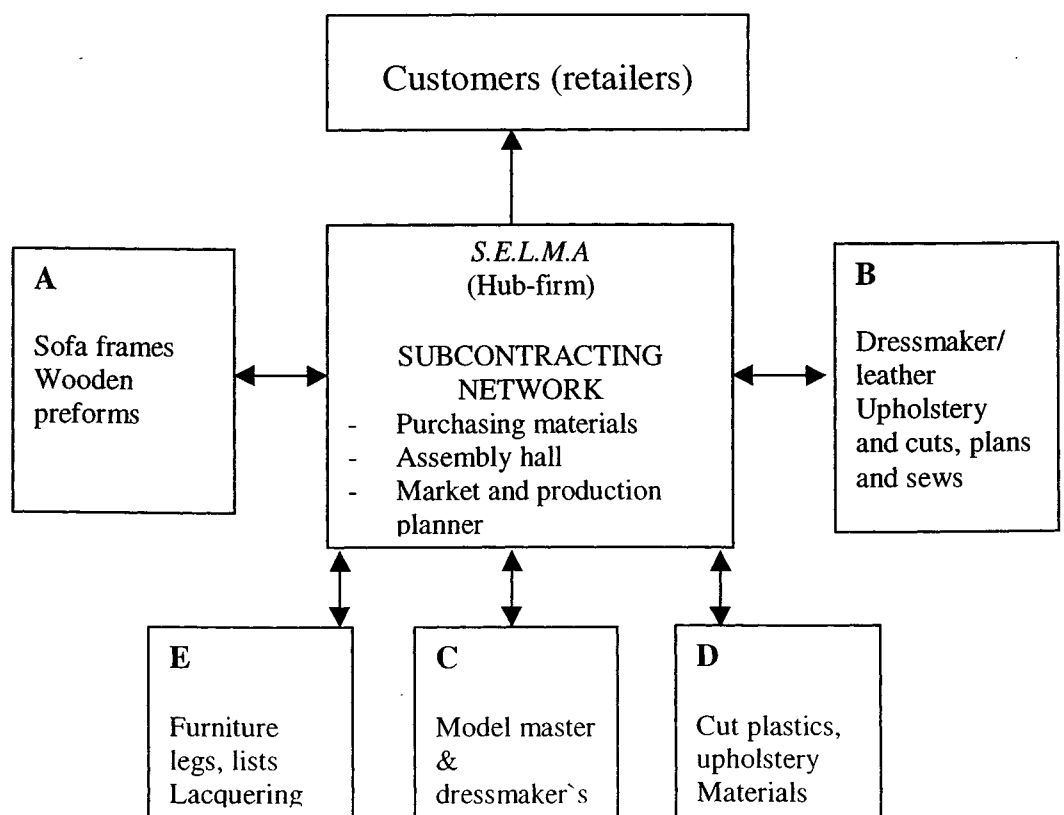 Customers (retailers)
S.E.L.M.A
(Hub-firm)
SUBCONTRACTING
NETWORK
- Purchasing materials
- Assembly hall
- Market and production
planner
A
Sofa frames
Wooden
preforms
B
Dressmaker/
leather
Upholstery
and cuts, plans
and sews
E
Furniture
legs, lists
Lacquering
C
Model master
&
dressmaker`s
D
Cut plastics,
upholstery
Materials